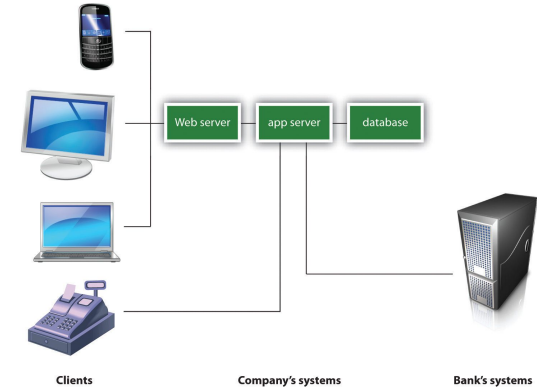 Web server
app server
database
Clients
Company's systems
Bank's systems